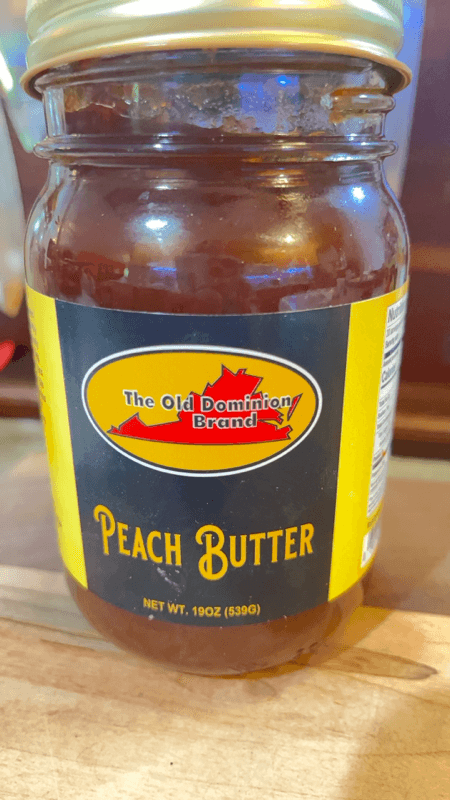 The Old Dominion
Brand
PEACH BUTTER
NET WT. 19OZ (539G)